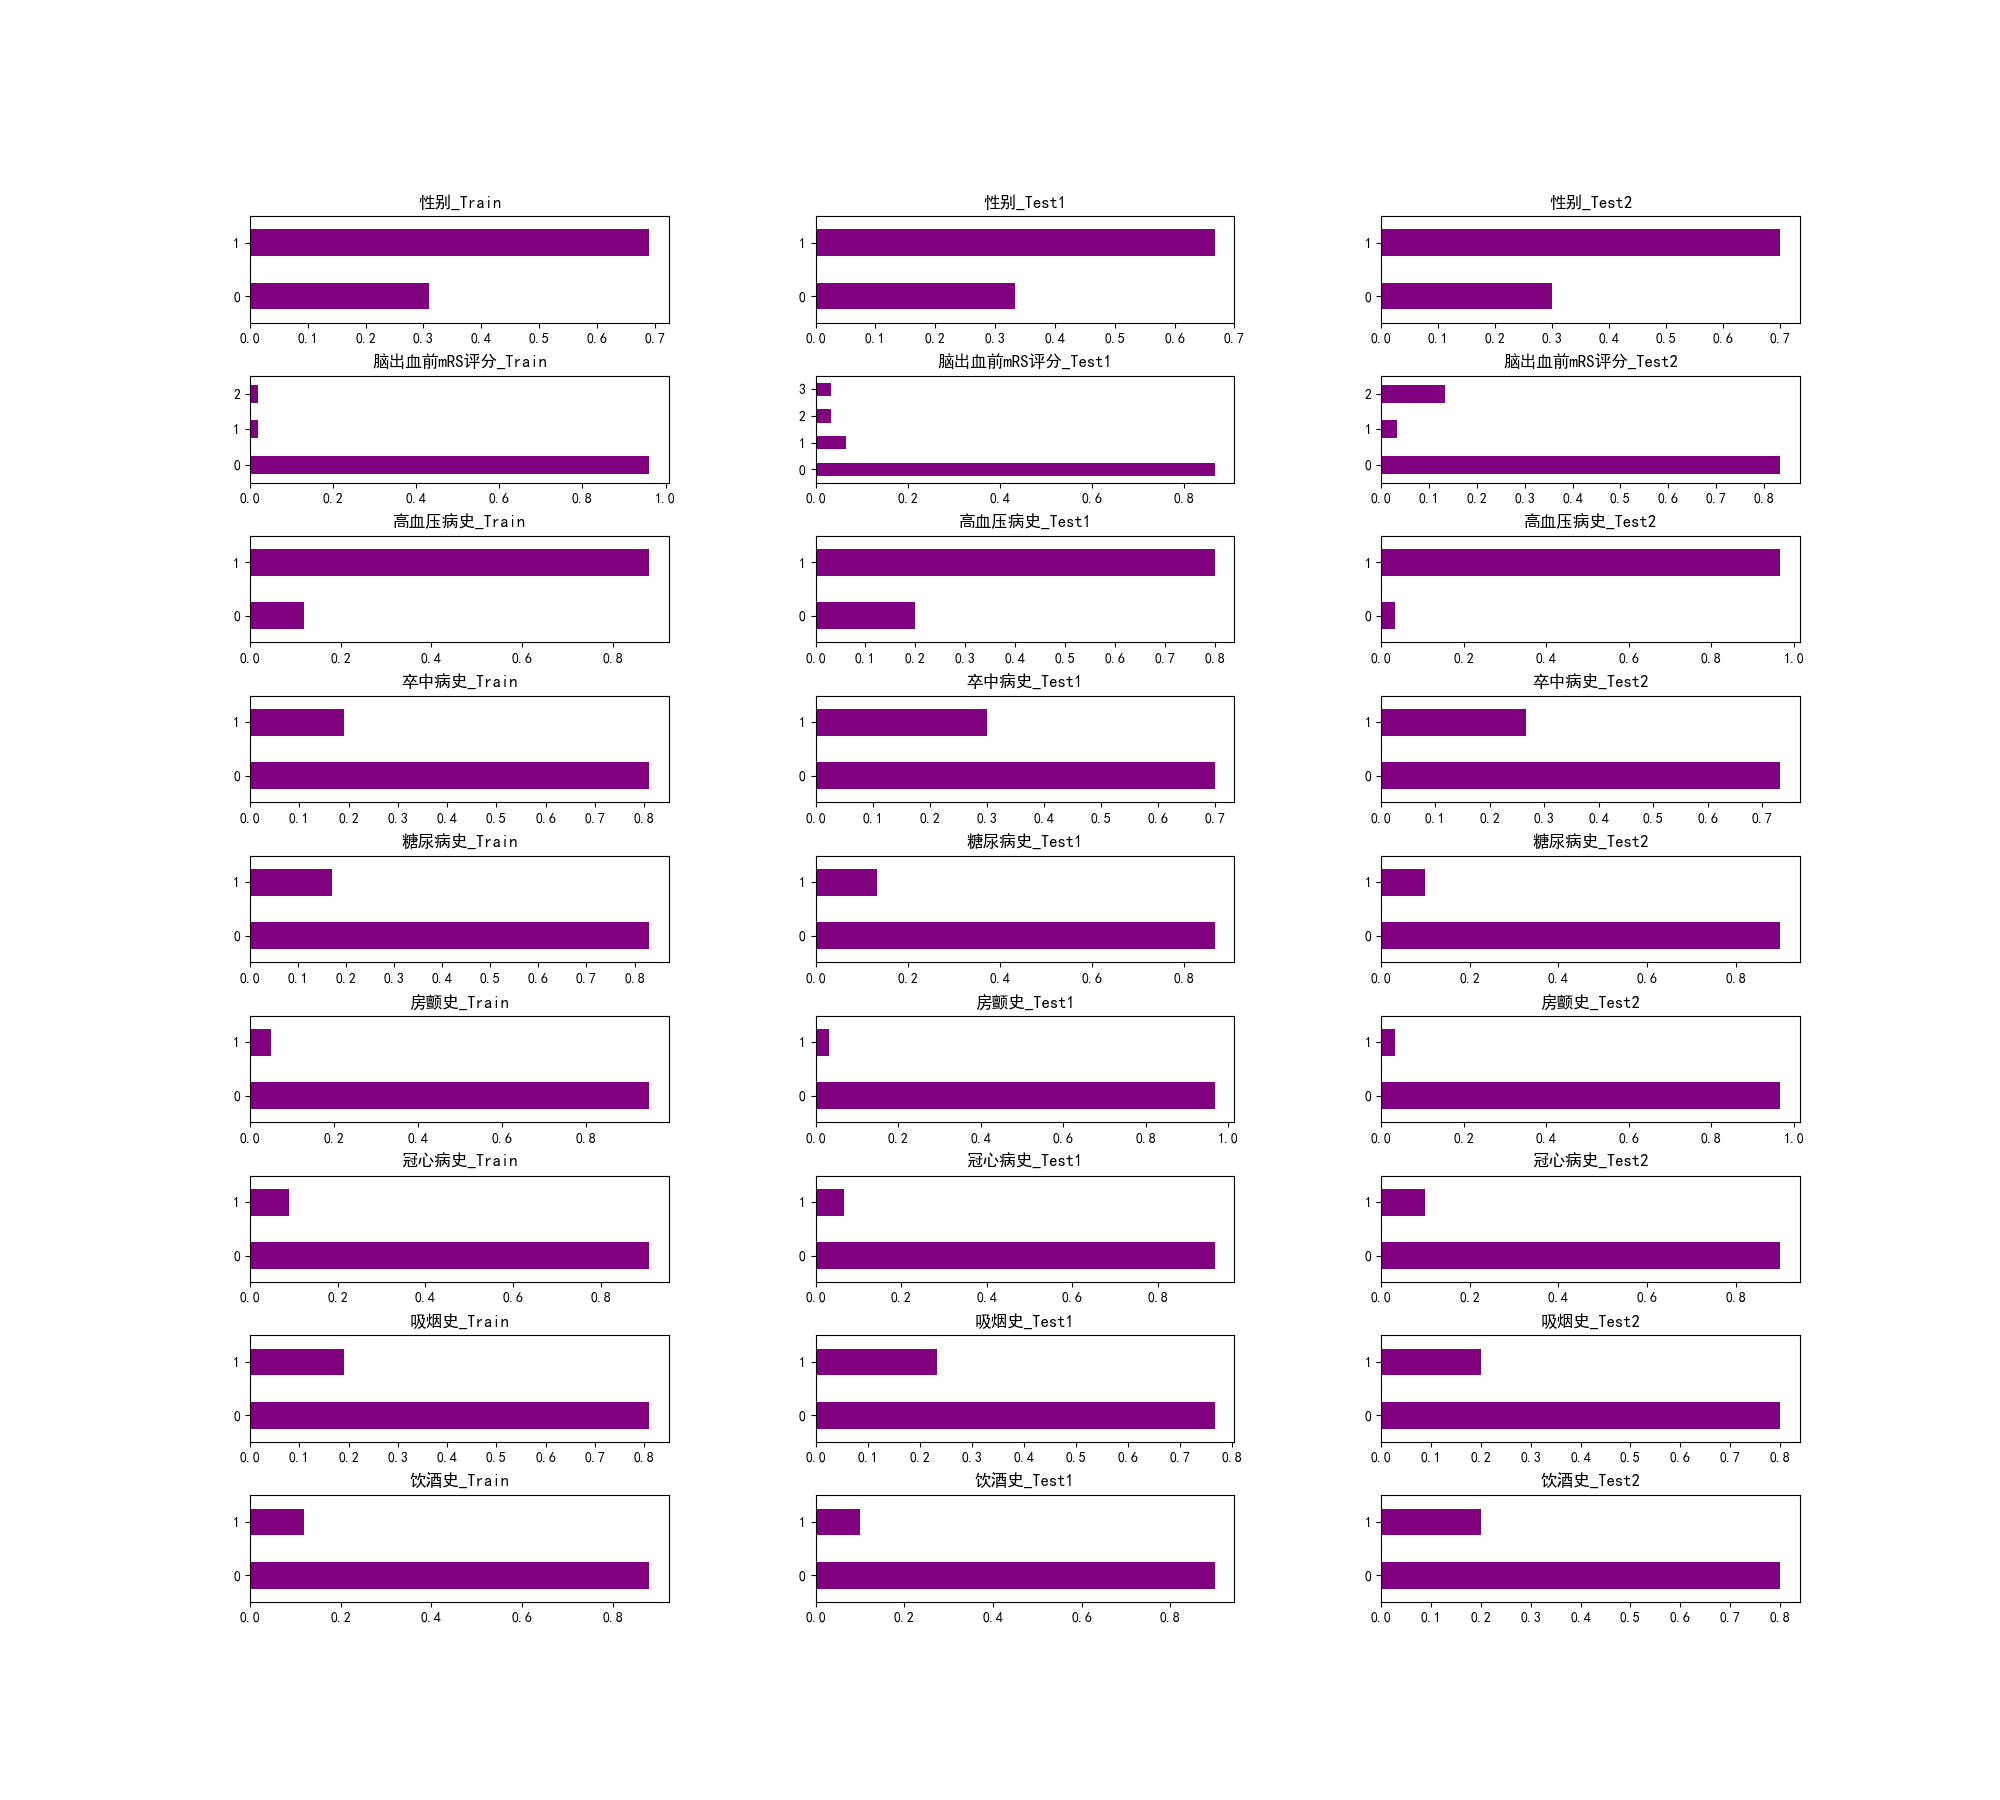 性别_Train 性别_Test1 性别_Test2
1 1 1
0 0 0
0.0 0.1 0.2 0.3 0.4 0.5 0.6 0.7 0.0 0.1 0.2 0.3 0.4 0.5 0.6 0.7 0.0 0.1 0.2 0.3 0.4 0.5 0.6 0.7
脑出血前mRS评分_Train 脑出血前mRS评分_Test1 脑出血前mRS评分_Test2
3
2 2 2
1 1 1
0 0 0
0.0 0.2 0.4 0.6 0.8 1.0 0.0 0.2 0.4 0.6 0.8 0.0 0.1 0.2 0.3 0.4 0.5 0.6 0.7 0.8
高血压病史_Train 高血压病史_Test1 高血压病史_Test2
1 1 1
0 0 0
0.0 0.2 0.4 0.6 0.8 0.0 0.1 0.2 0.3 0.4 0.5 0.6 0.7 0.8 0.0 0.2 0.4 0.6 0.8 1.0
卒中病史_Train 卒中病史_Test1 卒中病史_Test2
1 1 1
0 0 0
0.0 0.1 0.2 0.3 0.4 0.5 0.6 0.7 0.8 0.0 0.1 0.2 0.3 0.4 0.5 0.6 0.7 0.0 0.1 0.2 0.3 0.4 0.5 0.6 0.7
糖尿病史_Train 糖尿病史_Test1 糖尿病史_Test2
1 1 1
0 0 0
0.0 0.1 0.2 0.3 0.4 0.5 0.6 0.7 0.8 0.0 0.2 0.4 0.6 0.8 0.0 0.2 0.4 0.6 0.8
房颤史_Train 房颤史_Test1 房颤史_Test2
1 1 1
0 0 0
0.0 0.2 0.4 0.6 0.8 0.0 0.2 0.4 0.6 0.8 1.0 0.0 0.2 0.4 0.6 0.8 1.0
冠心病史_Train 冠心病史_Test1 冠心病史_Test2
1 1 1
0 0 0
0.0 0.2 0.4 0.6 0.8 0.0 0.2 0.4 0.6 0.8 0.0 0.2 0.4 0.6 0.8
吸烟史_Train 吸烟史_Test1 吸烟史_Test2
1 1 1
0 0 0
0.0 0.1 0.2 0.3 0.4 0.5 0.6 0.7 0.8 0.0 0.1 0.2 0.3 0.4 0.5 0.6 0.7 0.8 0.0 0.1 0.2 0.3 0.4 0.5 0.6 0.7 0.8
饮酒史_Train 饮酒史_Test1 饮酒史_Test2
1 1 1
0 0 0
0.0 0.2 0.4 0.6 0.8 0.0 0.2 0.4 0.6 0.8 0.0 0.1 0.2 0.3 0.4 0.5 0.6 0.7 0.8